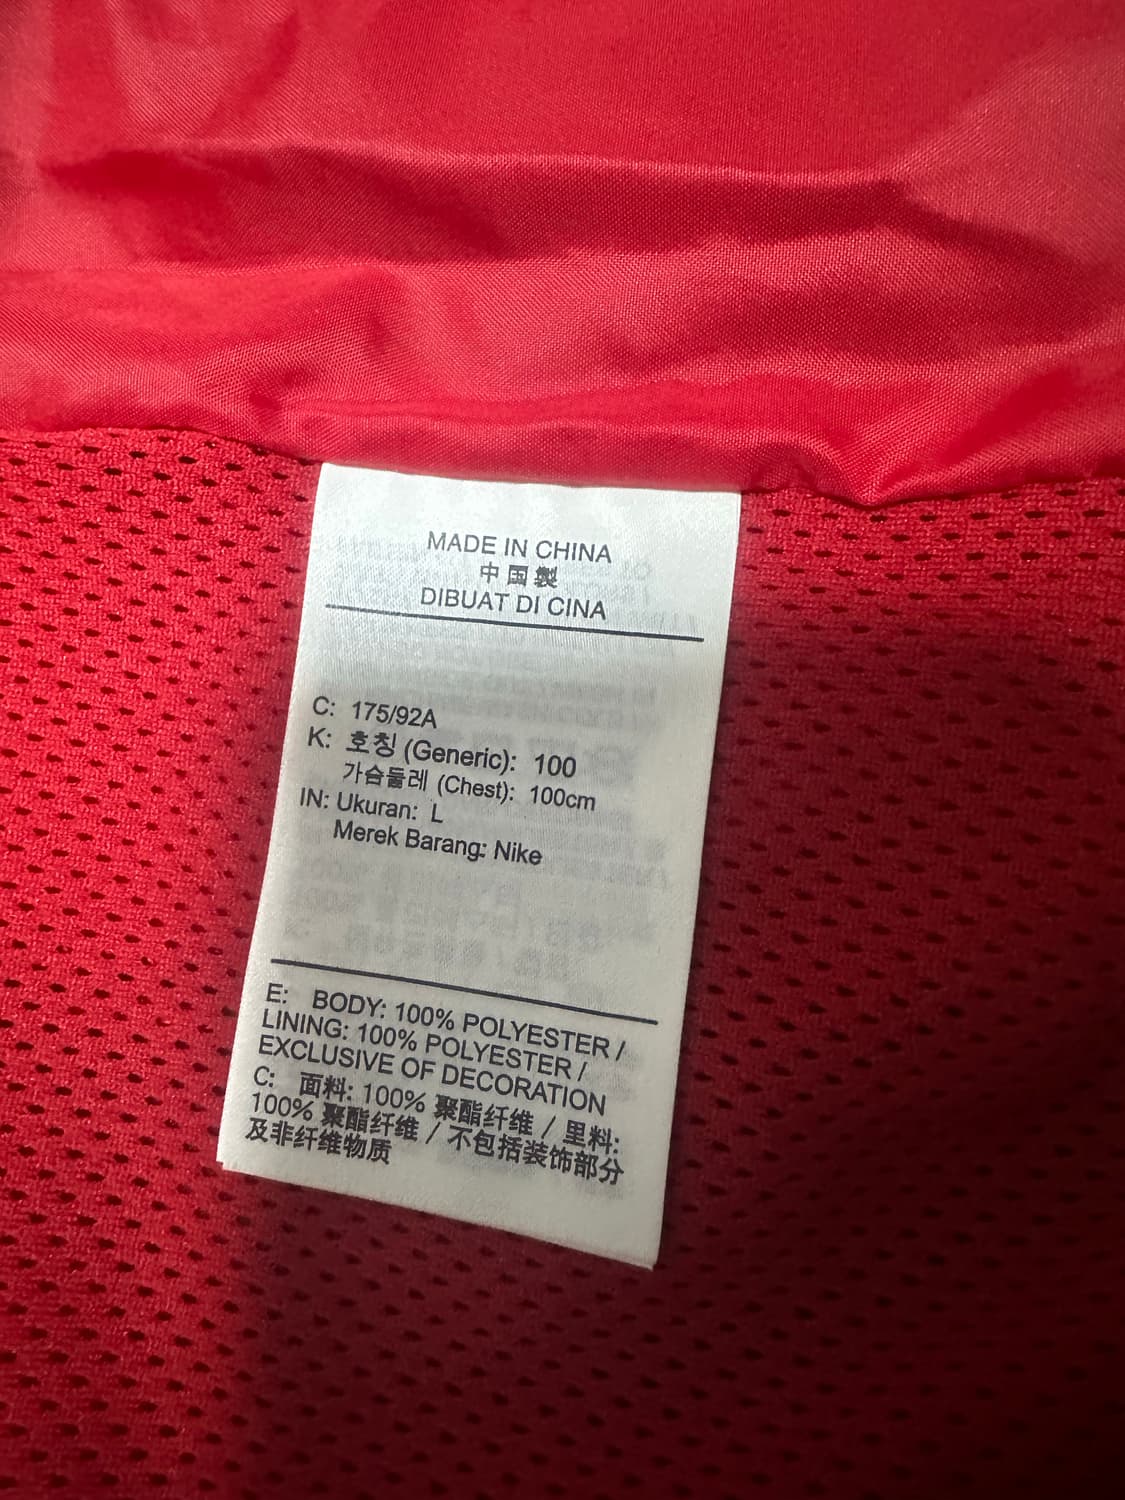 MADE IN CHINA
中国製
DIBUAT DI CINA
C: 175/92A
K: 호칭 (Generic): 100
가슴둘레 (Chest): 100cm
IN: Ukuran: L
Merek Barang: Nike
E: BODY: 100% POLYESTER /
LINING: 100% POLYESTER /
EXCLUSIVE OF DECORATION
C: 面料: 100% 聚酯纤维 / 里料:
100% 聚酯纤维 / 不包括装饰部分
及非纤维物质